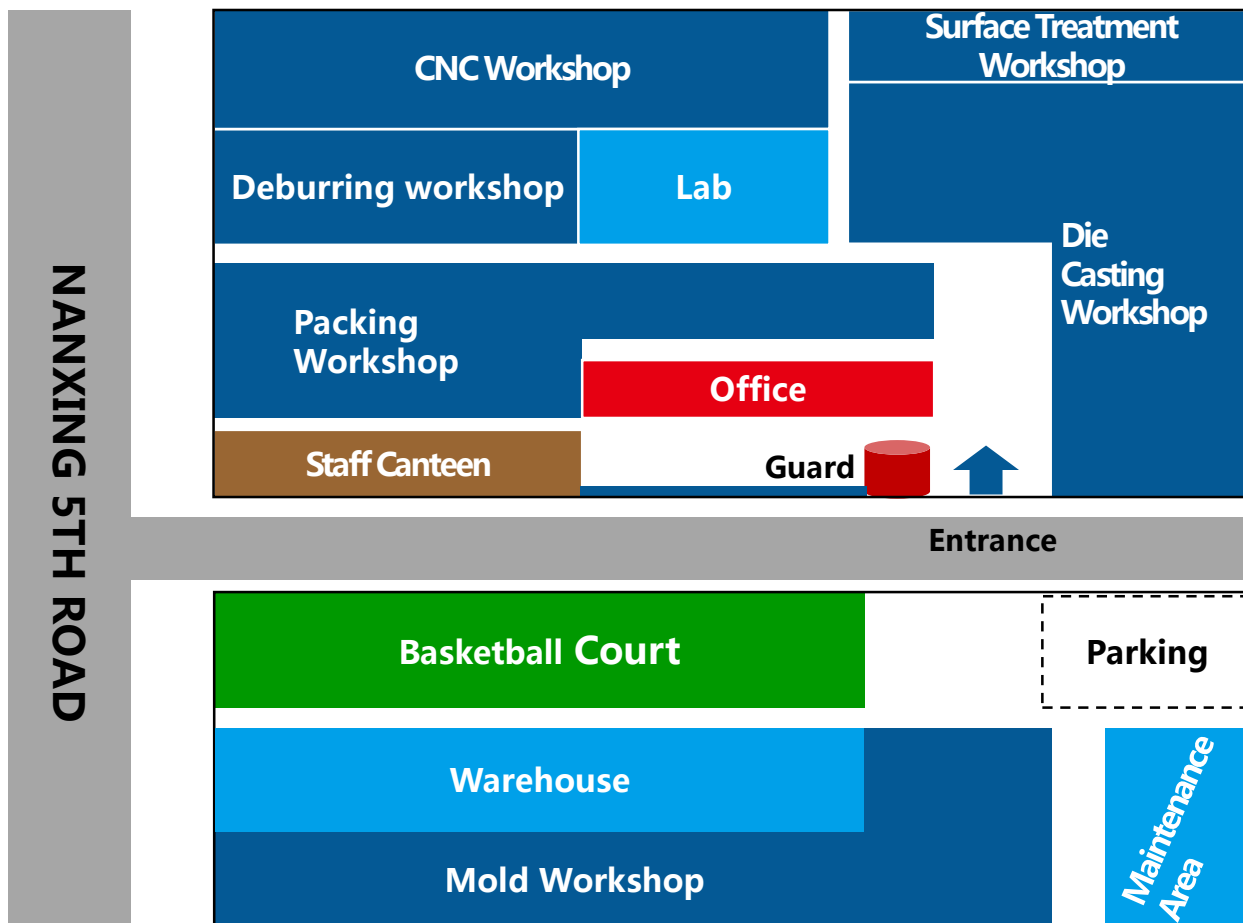 NANXING 5TH ROAD
CNC Workshop
Surface Treatment
Workshop
Deburring workshop
Lab
Die
Casting
Workshop
Packing
Workshop
Office
Staff Canteen
Guard
Entrance
Basketball Court
Parking
Warehouse
Maintenance
Area
Mold Workshop